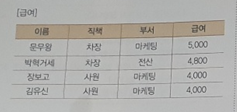 [급여]
이름 직책 부서 급여
문무왕 차장 마케팅 5,000
박혁거세 차장 전산 4,800
장보고 사원 마케팅 4,000
김유신 사원 마케팅 4,000